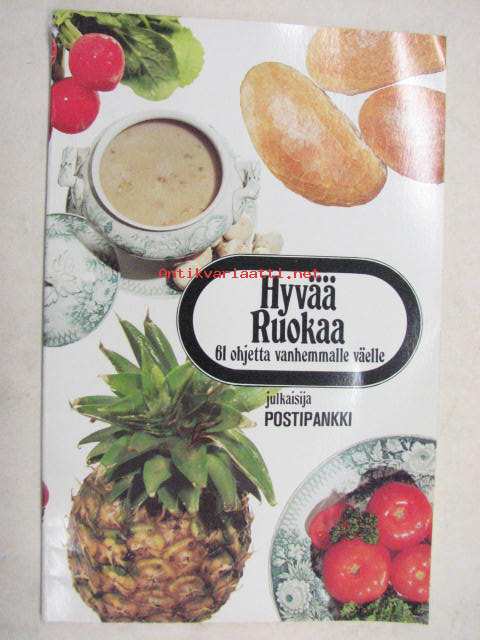 Antikvariaatti.net
Hyvää
Ruokaa
61 ohjetta vanhemmalle väelle
julkaisija
POSTIPANKKI